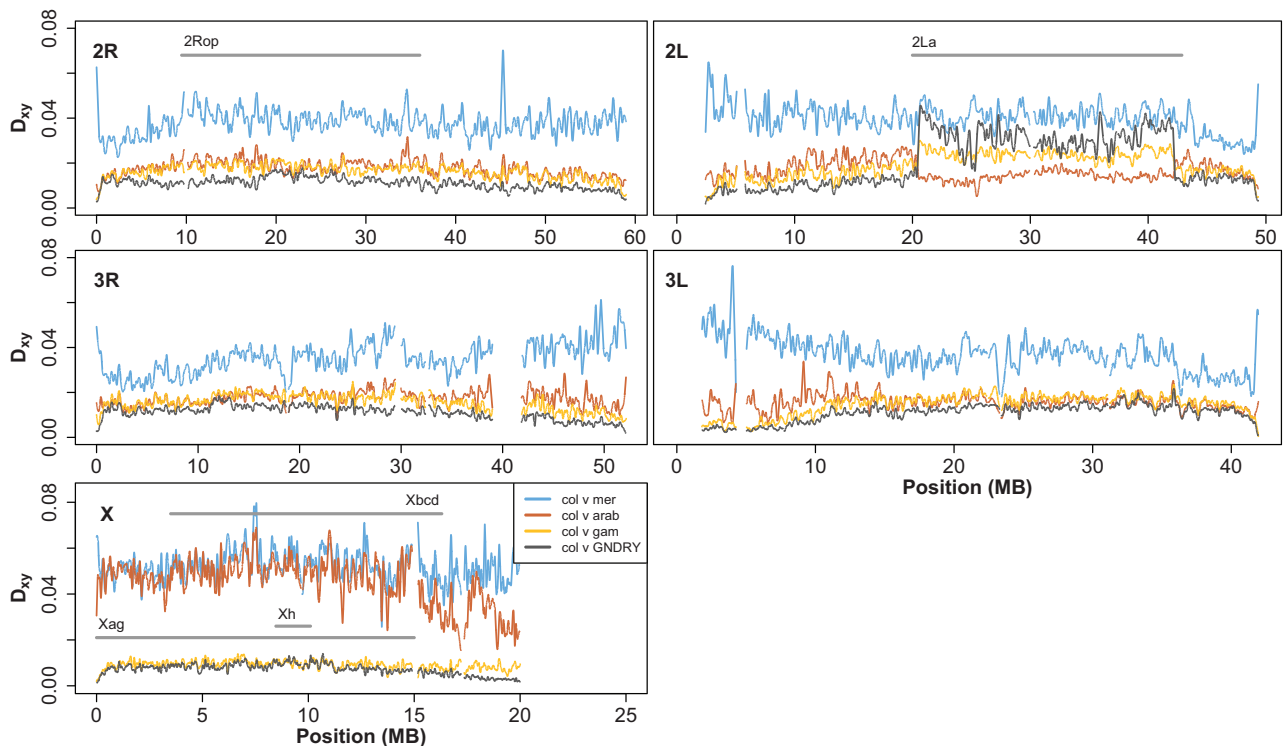 2R
2Rop
D_xy
0.00 0.04 0.08
0 10 20 30 40 50 60
2L
2La
0 10 20 30 40 50
3R
D_xy
0.00 0.04 0.08
0 10 20 30 40 50
3L
0 10 20 30 40
Position (MB)
X
Xbcd
Xh
Xag
D_xy
0.00 0.04 0.08
0 5 10 15 20 25
Position (MB)
col v mer
col v arab
col v gam
col v GNDRY